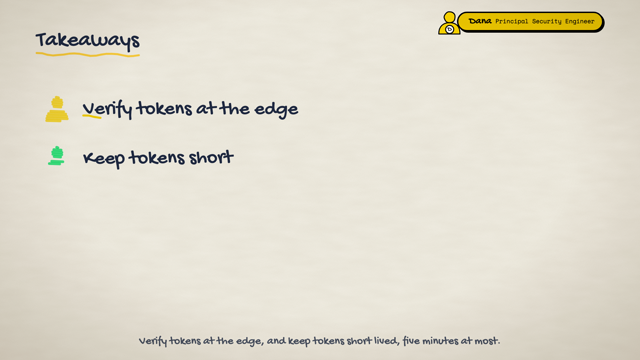 Dana Principal Security Engineer
Takeaways
Verify tokens at the edge
Keep tokens short
Verify tokens at the edge, and keep tokens short lived, five minutes at most.